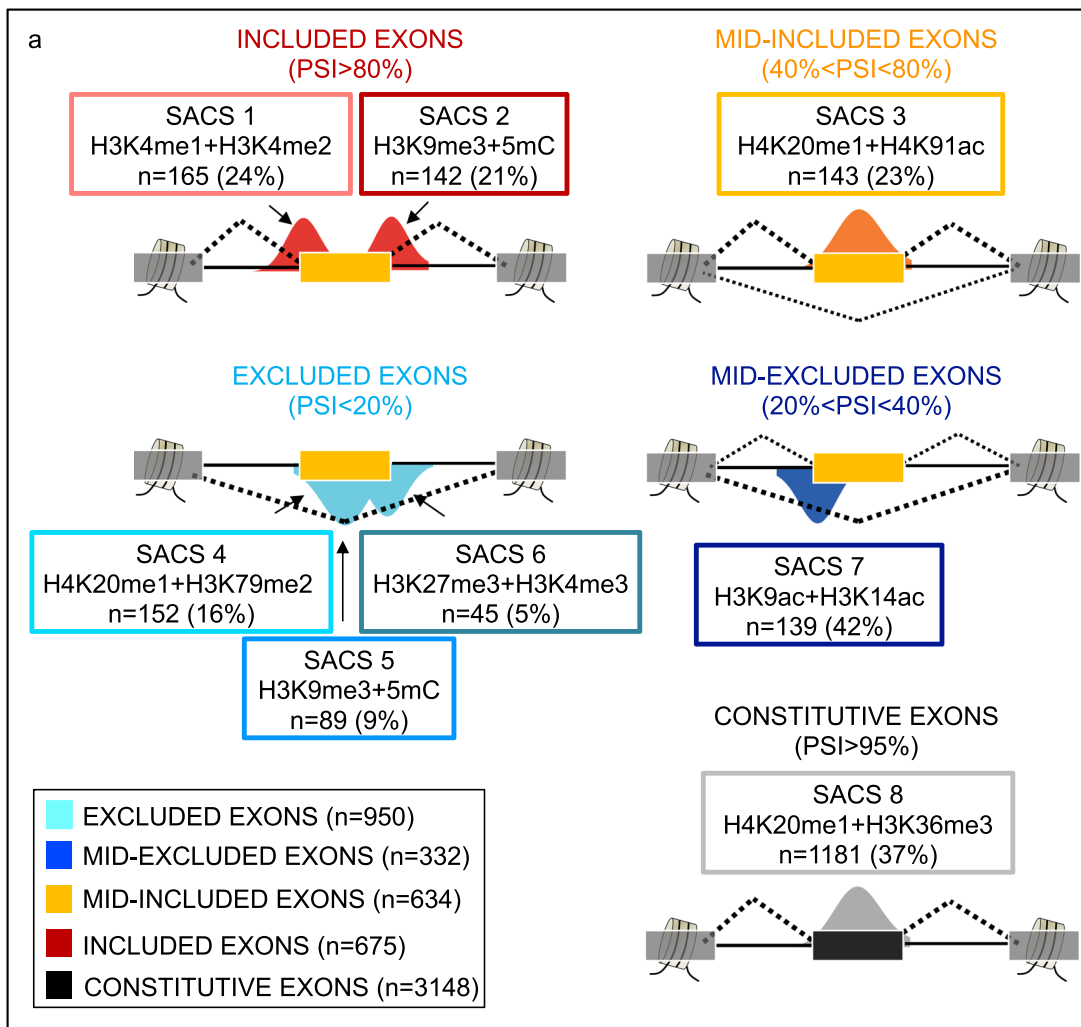 a
INCLUDED EXONS
(PSI>80%)
SACS 1
H3K4me1+H3K4me2
n=165 (24%)
SACS 2
H3K9me3+5mC
n=142 (21%)
MID-INCLUDED EXONS
(40%<PSI<80%)
SACS 3
H4K20me1+H4K91ac
n=143 (23%)
EXCLUDED EXONS
(PSI<20%)
SACS 4
H4K20me1+H3K79me2
n=152 (16%)
SACS 6
H3K27me3+H3K4me3
n=45 (5%)
SACS 5
H3K9me3+5mC
n=89 (9%)
MID-EXCLUDED EXONS
(20%<PSI<40%)
SACS 7
H3K9ac+H3K14ac
n=139 (42%)
CONSTITUTIVE EXONS
(PSI>95%)
SACS 8
H4K20me1+H3K36me3
n=1181 (37%)
EXCLUDED EXONS (n=950)
MID-EXCLUDED EXONS (n=332)
MID-INCLUDED EXONS (n=634)
INCLUDED EXONS (n=675)
CONSTITUTIVE EXONS (n=3148)